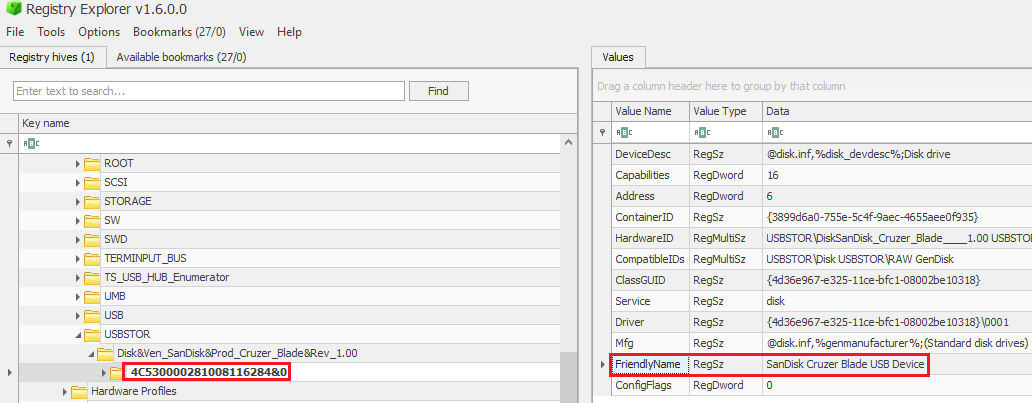 Registry Explorer v1.6.0.0
File Tools Options Bookmarks (27/0) View Help
Registry hives (1) Available bookmarks (27/0)
Enter text to search... Find
Key name
ROOT
SCSI
STORAGE
SW
SWD
TERMINPUT_BUS
TS_USB_HUB_Enumerator
UMB
USB
USBSTOR
Disk&Ven_SanDisk&Prod_Cruzer_Blade&Rev_1.00
4C530000281008116284&0
Hardware Profiles
Values
Drag a column header here to group by that column
Value Name Value Type Data
DeviceDesc RegSz @disk.inf,%disk_devdesc%;Disk drive
Capabilities RegDword 16
Address RegDword 6
ContainerID RegSz {3899d6a0-755e-5c4f-9aec-4655aee0f935}
HardwareID RegMultiSz USBSTOR\DiskSanDisk_Cruzer_Blade____1.00 USBSTO
CompatibleIDs RegMultiSz USBSTOR\Disk USBSTOR\RAW GenDisk
ClassGUID RegSz {4d36e967-e325-11ce-bfc1-08002be10318}
Service RegSz disk
Driver RegSz {4d36e967-e325-11ce-bfc1-08002be10318}\0001
Mfg RegSz @disk.inf,%genmanufacturer%;(Standard disk drives)
FriendlyName RegSz SanDisk Cruzer Blade USB Device
ConfigFlags RegDword 0